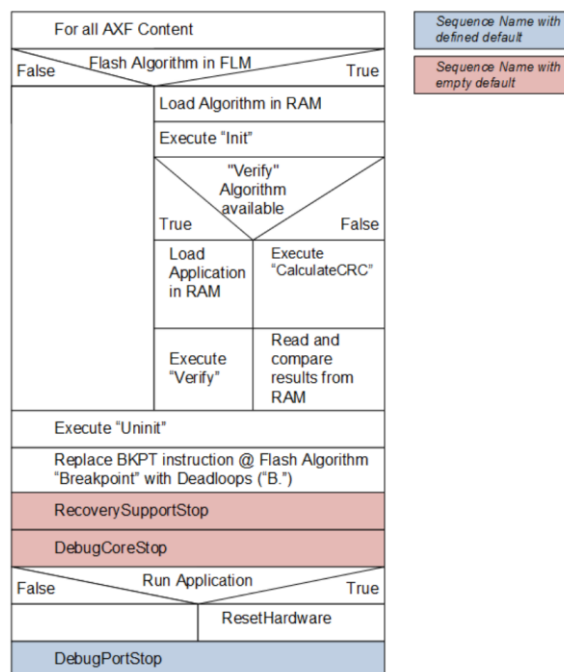 For all AXF Content
Sequence Name with
defined default
Flash Algorithm in FLM
False
True
Sequence Name with
empty default
Load Algorithm in RAM
Execute “Init”
"Verify"
Algorithm
available
True
False
Load
Application
in RAM
Execute
“CalculateCRC”
Execute
“Verify”
Read and
compare
results from
RAM
Execute “Uninit”
Replace BKPT instruction @ Flash Algorithm
“Breakpoint” with Deadloops (“B.”)
RecoverySupportStop
DebugCoreStop
Run Application
False
True
ResetHardware
DebugPortStop